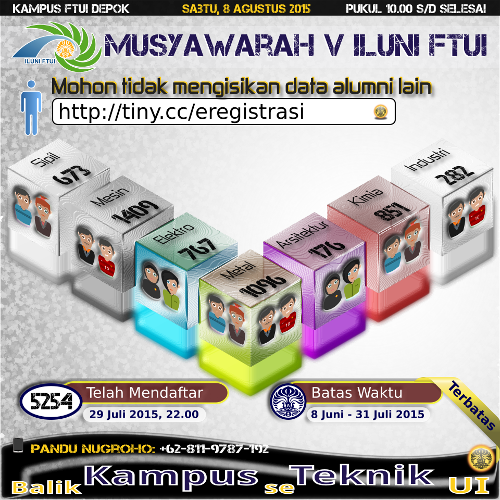 KAMPUS FTUI DEPOK SABTU, 8 AGUSTUS 2015 PUKUL 10.00 S/D SELESAI
ILUNI FTUI
MUSYAWARAH V ILUNI FTUI
Mohon tidak mengisikan data alumni lain
http://tiny.cc/eregistrasi
Sipil
673
Mesin
1409
Elektro
767
Metal
1096
Arsitektur
176
Kimia
851
Industri
282
5254
Telah Mendaftar
29 Juli 2015, 22.00
Batas Waktu
8 Juni - 31 Juli 2015
Terbatas
PANDU NUGROHO: +62-811-9787-192
Balik Kampus se Teknik UI